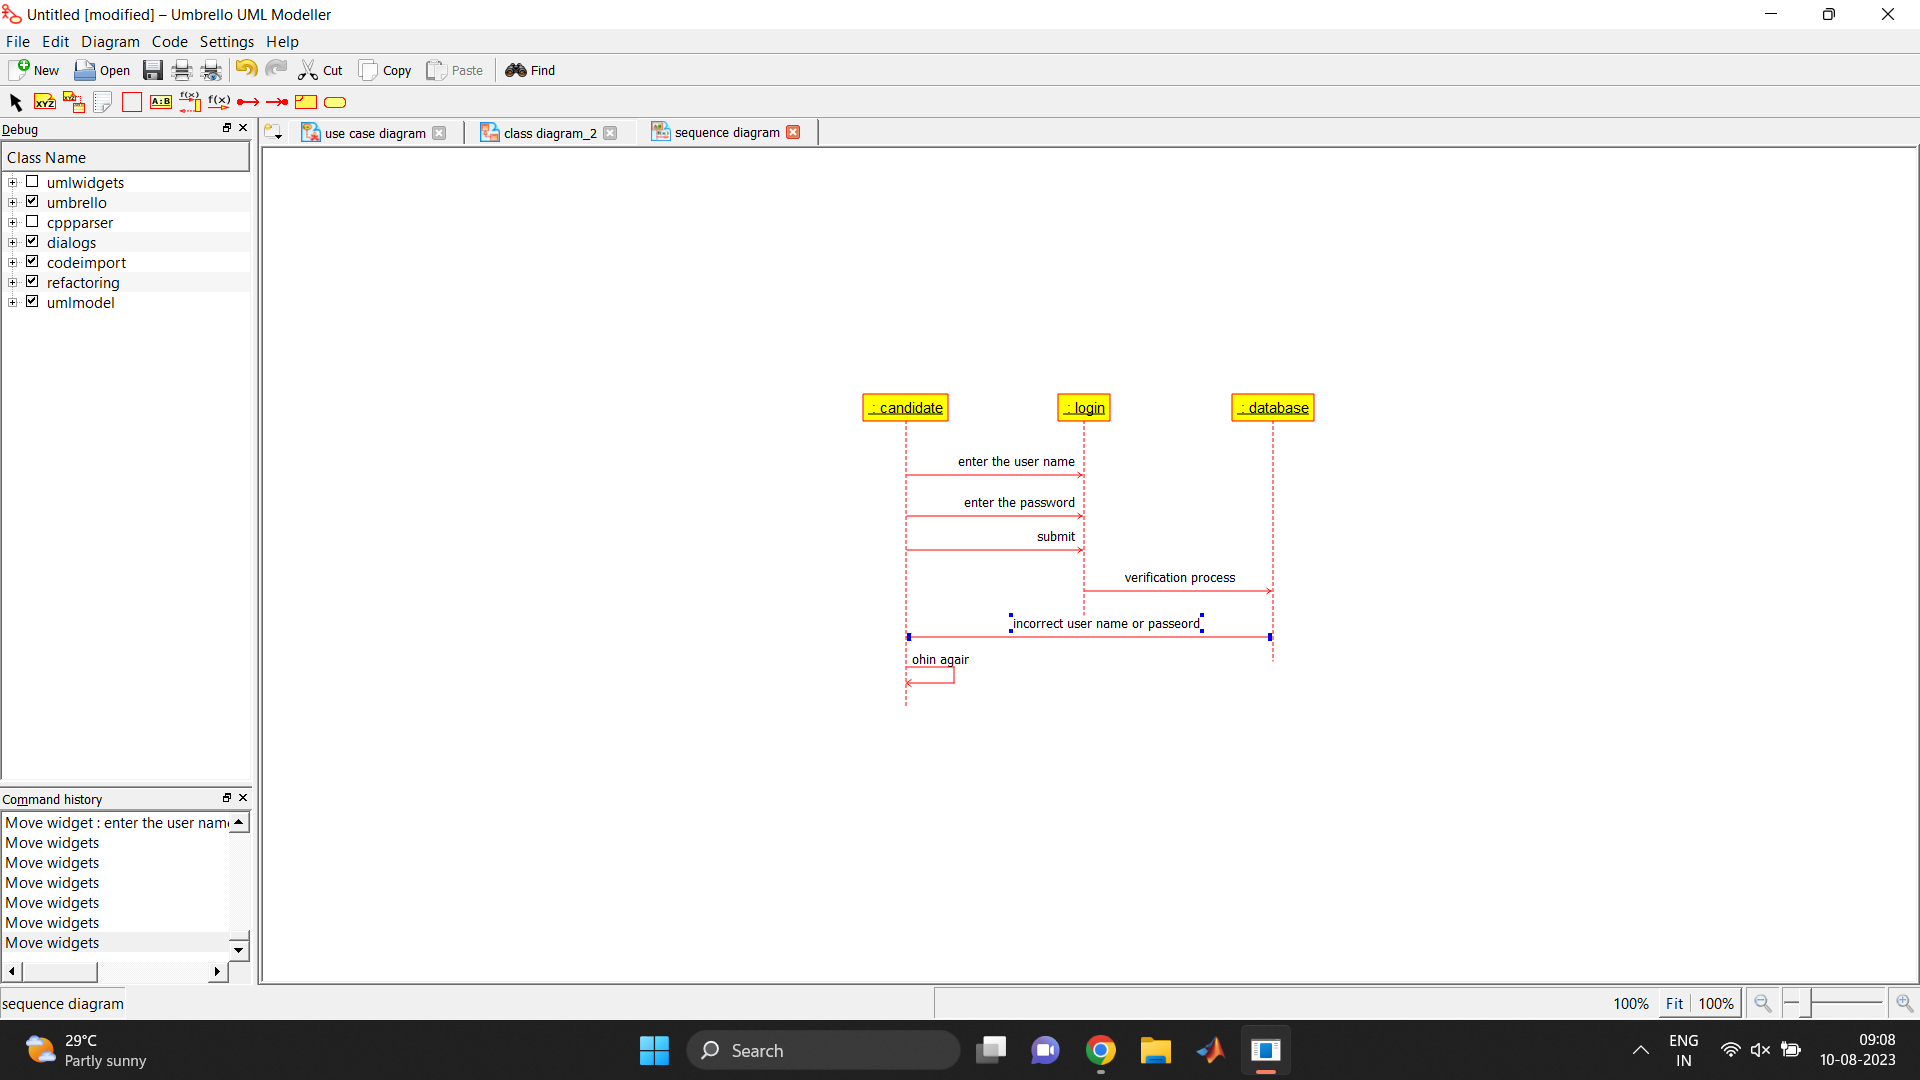 Untitled [modified] – Umbrello UML Modeller
File Edit Diagram Code Settings Help
New Open Cut Copy Paste Find
XYZ XYZ A:B f(x) f(x)
Debug
Class Name
umlwidgets
umbrello
cppparser
dialogs
codeimport
refactoring
umlmodel
Command history
Move widget : enter the user nam
Move widgets
Move widgets
Move widgets
Move widgets
Move widgets
Move widgets
use case diagram class diagram_2 sequence diagram
: candidate : login : database
enter the user name
enter the password
submit
verification process
incorrect user name or passeord
ohin agair
sequence diagram
100% Fit 100%
29°C
Partly sunny
Search
ENG
IN
09:08
10-08-2023